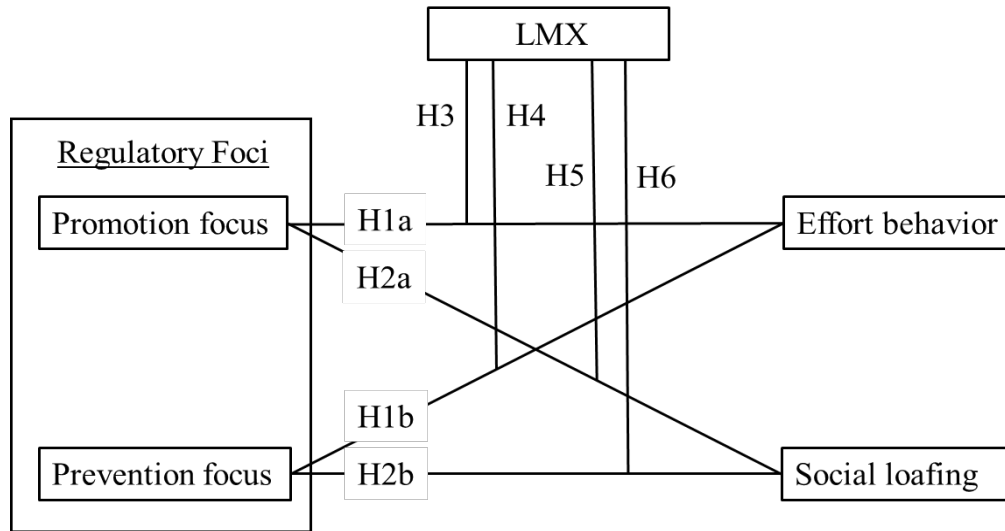 LMX
H3
H4
Regulatory Foci
H5
H6
Promotion focus
H1a
Effort behavior
H2a
H1b
Prevention focus
H2b
Social loafing